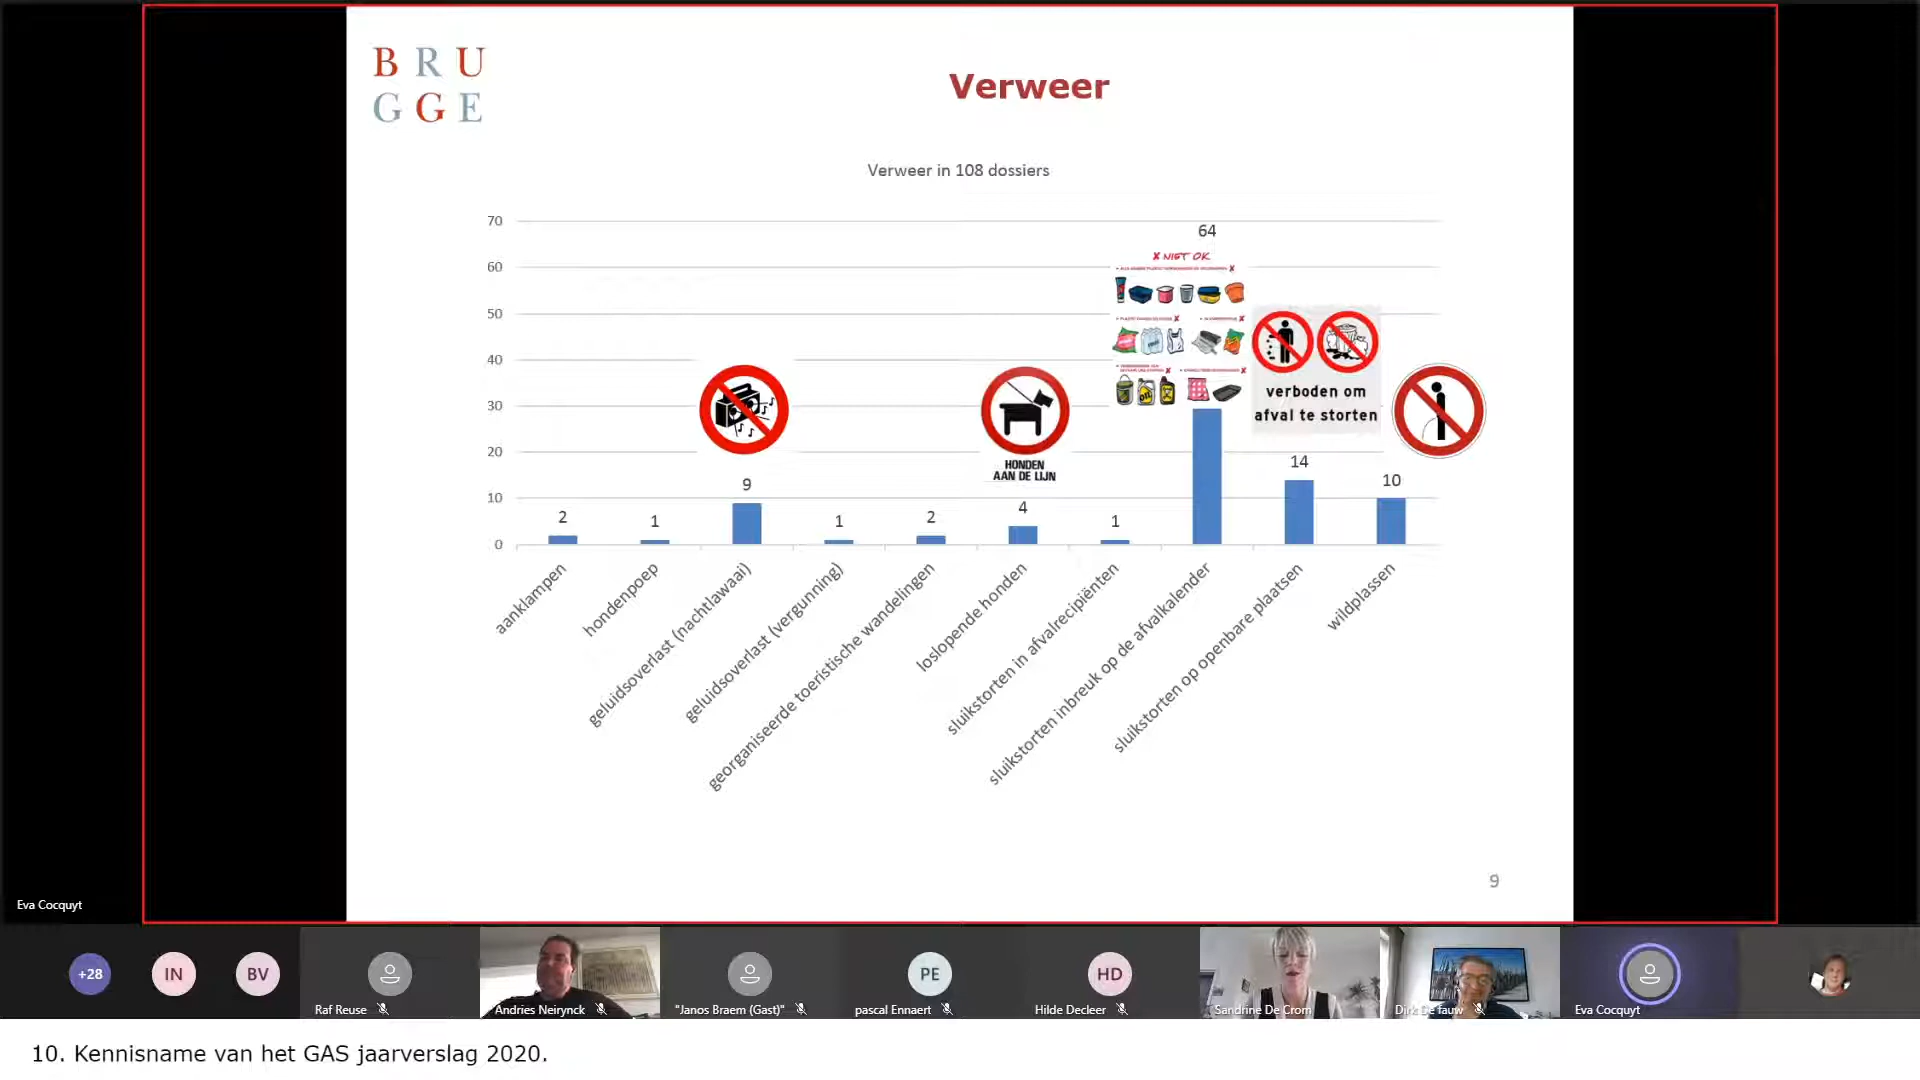 BRU
GGE
Verweer
Verweer in 108 dossiers
70
60
50
40
30
20
10
0
2
1
9
1
2
4
1
64
14
10
NIET OK
HONDEN
AAN DE LIJN
verboden om
afval te storten
aanklampen
hondenpoep
geluidsoverlast (nachtlawaai)
geluidsoverlast (vergunning)
georganiseerde toeristische wandelingen
loslopende honden
sluikstorten in afvalrecipiënten
sluikstorten inbreuk op de afvalkalender
sluikstorten op openbare plaatsen
wildplassen
9
Eva Cocquyt
+28
IN
BV
Raf Reuse
Andries Neirynck
"Janos Braem (Gast)"
PE
pascal Ennaert
HD
Hilde Decleer
Sandrine De Crom
Dirk De fauw
Eva Cocquyt
10. Kennisname van het GAS jaarverslag 2020.